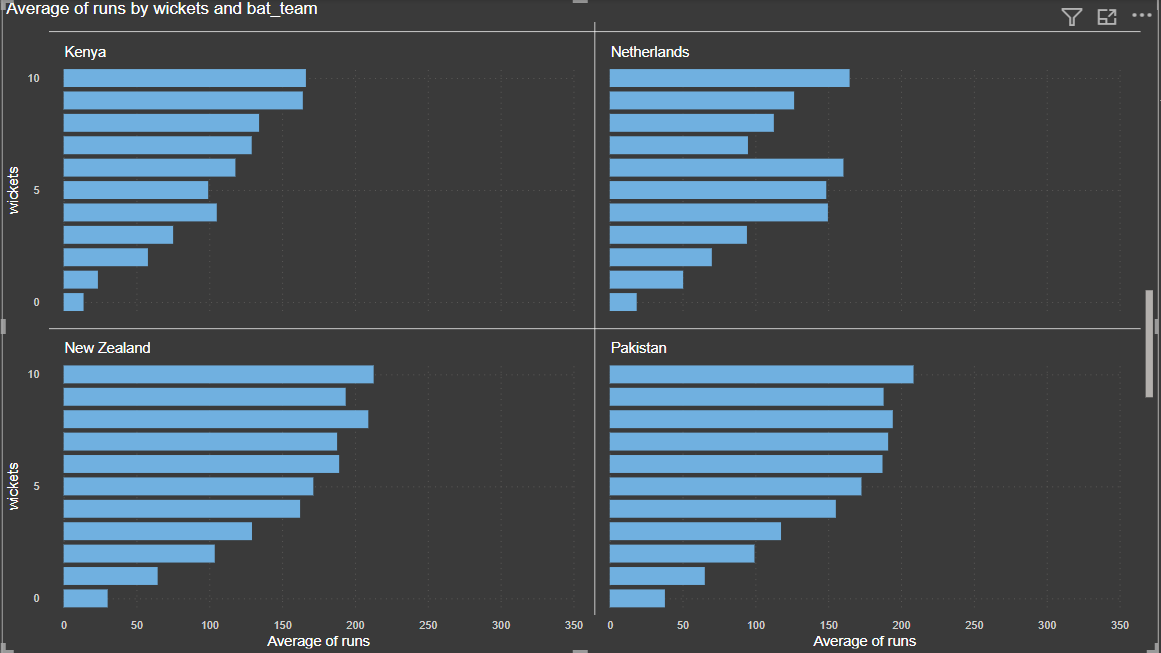 Average of runs by wickets and bat_team
Kenya
Netherlands
10
5
0
wickets
New Zealand
Pakistan
10
5
0
wickets
0 50 100 150 200 250 300 350
0 50 100 150 200 250 300 350
Average of runs
Average of runs